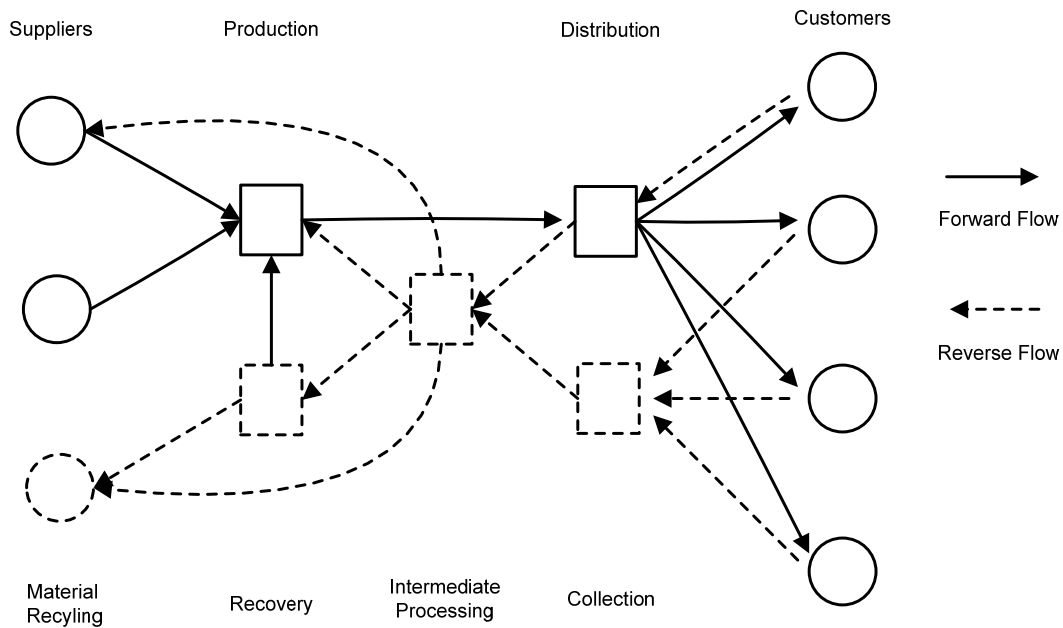 Suppliers
Production
Distribution
Customers
Forward Flow
Reverse Flow
Material
Recyling
Recovery
Intermediate
Processing
Collection